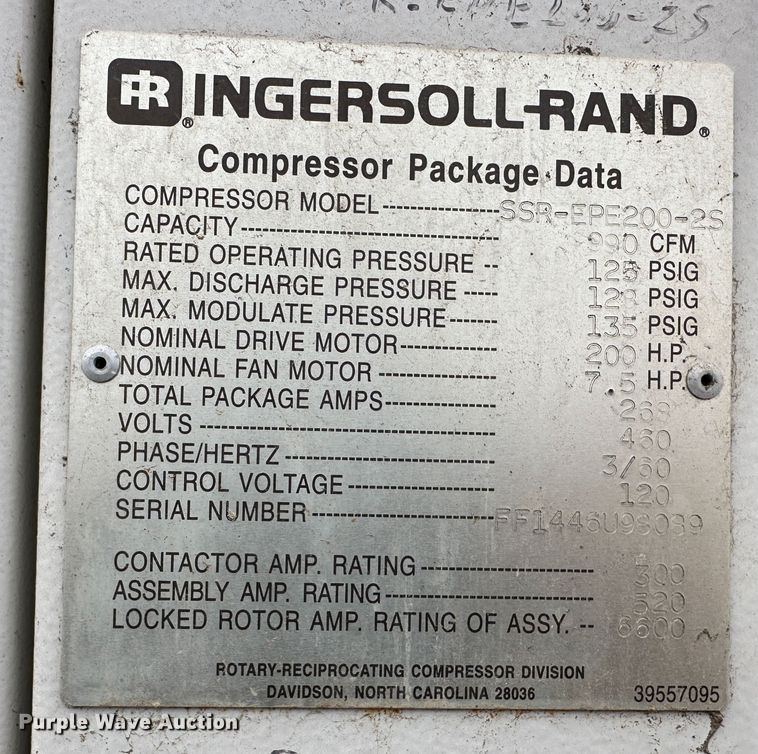 IR® INGERSOLL-RAND®
Compressor Package Data
COMPRESSOR MODEL SSR-EPE200-2S
CAPACITY 990 CFM
RATED OPERATING PRESSURE -- 125 PSIG
MAX. DISCHARGE PRESSURE 128 PSIG
MAX. MODULATE PRESSURE 135 PSIG
NOMINAL DRIVE MOTOR 200 H.P.
NOMINAL FAN MOTOR 7.5 H.P.
TOTAL PACKAGE AMPS 268
VOLTS 460
PHASE/HERTZ 3/60
CONTROL VOLTAGE 120
SERIAL NUMBER
CONTACTOR AMP. RATING 300
ASSEMBLY AMP. RATING 520
LOCKED ROTOR AMP. RATING OF ASSY. -- 6600
ROTARY-RECIPROCATING COMPRESSOR DIVISION
DAVIDSON, NORTH CAROLINA 28036 39557095
Purple Wave Auction